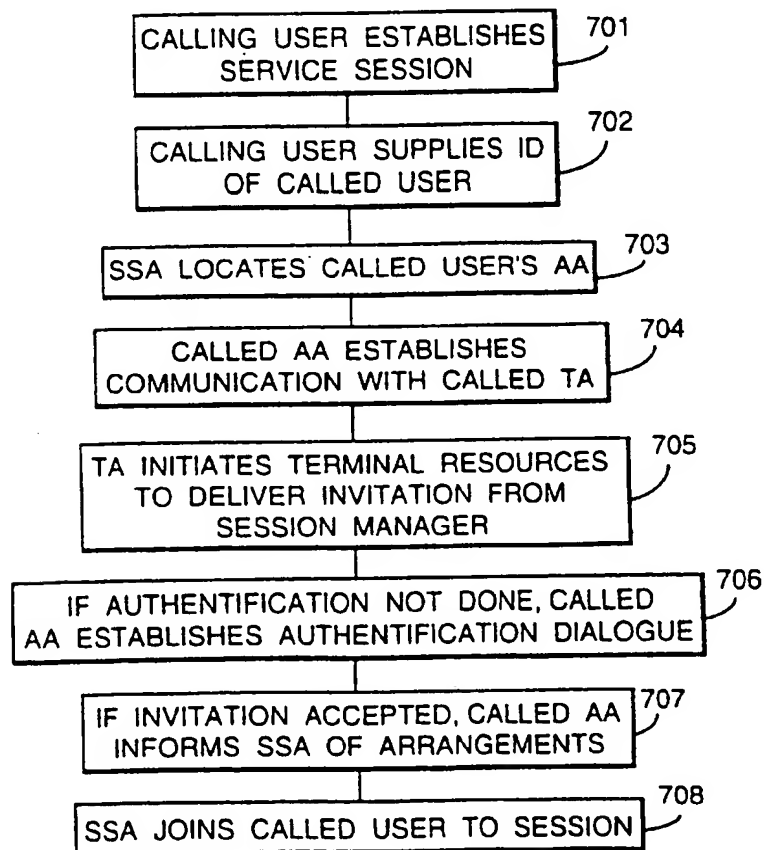 CALLING USER ESTABLISHES
SERVICE SESSION
701
CALLING USER SUPPLIES ID
OF CALLED USER
702
SSA LOCATES CALLED USER'S AA
703
CALLED AA ESTABLISHES
COMMUNICATION WITH CALLED TA
704
TA INITIATES TERMINAL RESOURCES
TO DELIVER INVITATION FROM
SESSION MANAGER
705
IF AUTHENTIFICATION NOT DONE, CALLED
AA ESTABLISHES AUTHENTIFICATION DIALOGUE
706
IF INVITATION ACCEPTED, CALLED AA
INFORMS SSA OF ARRANGEMENTS
707
SSA JOINS CALLED USER TO SESSION
708